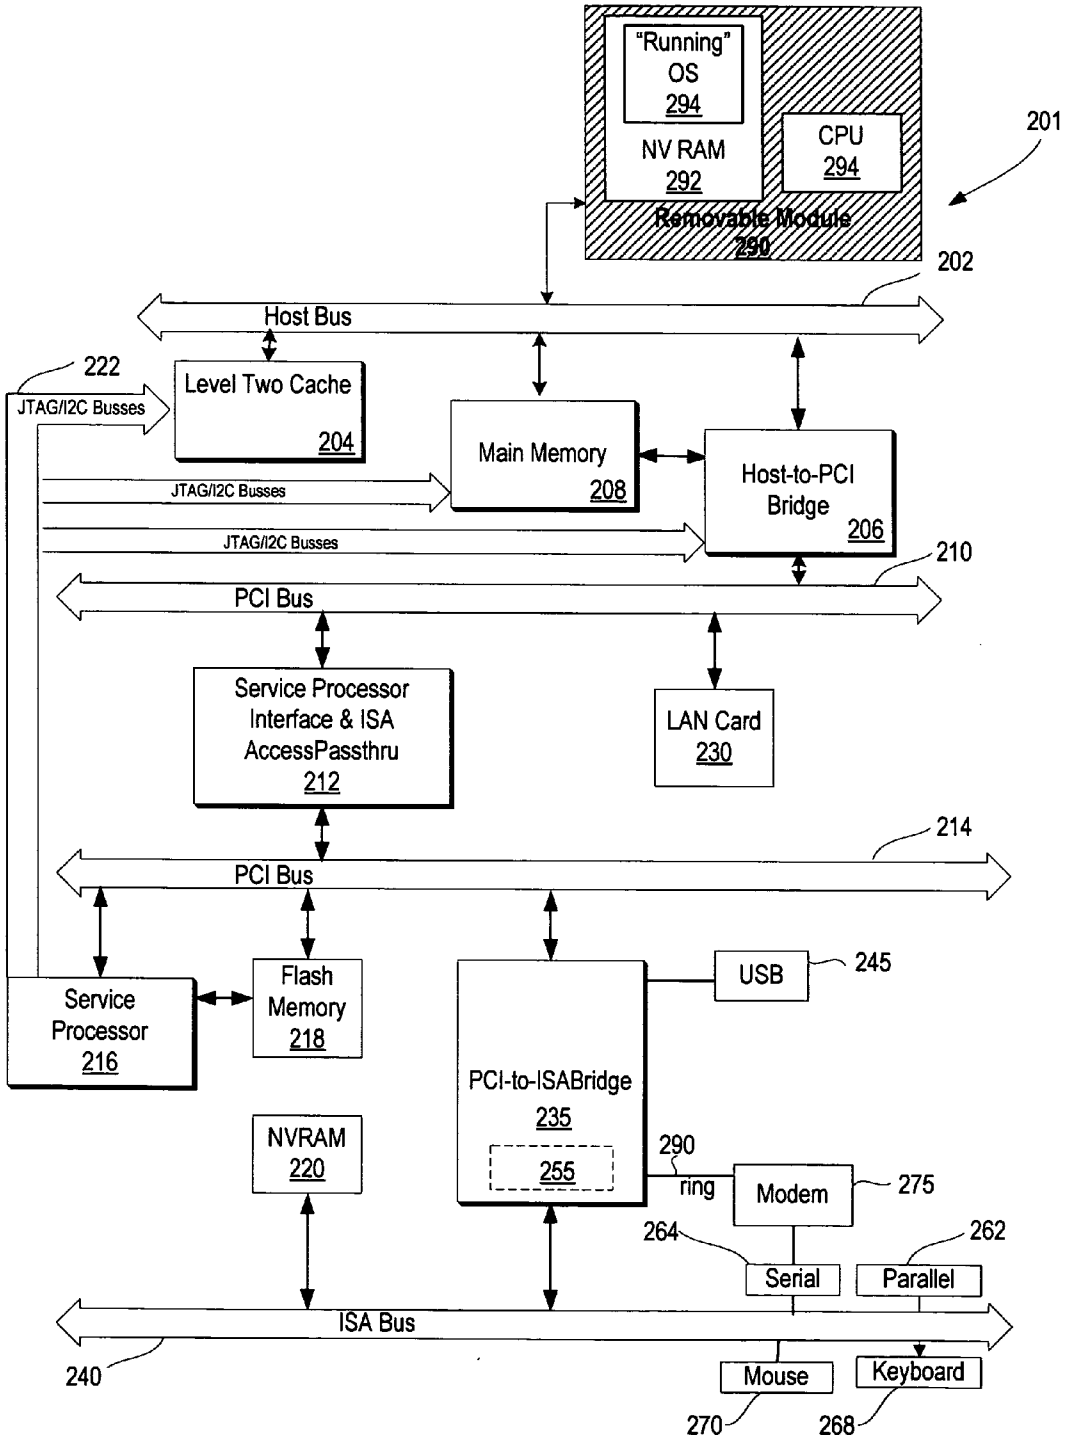 "Running"
OS
294
NV RAM
292
CPU
294
Removable Module
290
201
202
Host Bus
222
JTAG/I2C Busses
Level Two Cache
204
Main Memory
208
Host-to-PCI
Bridge
206
JTAG/I2C Busses
JTAG/I2C Busses
210
PCI Bus
Service Processor
Interface & ISA
AccessPassthru
212
LAN Card
230
214
PCI Bus
Service
Processor
216
Flash
Memory
218
USB
245
PCI-to-ISABridge
235
255
NVRAM
220
290
ring
Modem
275
264
262
Serial
Parallel
ISA Bus
240
Mouse
Keyboard
270
268